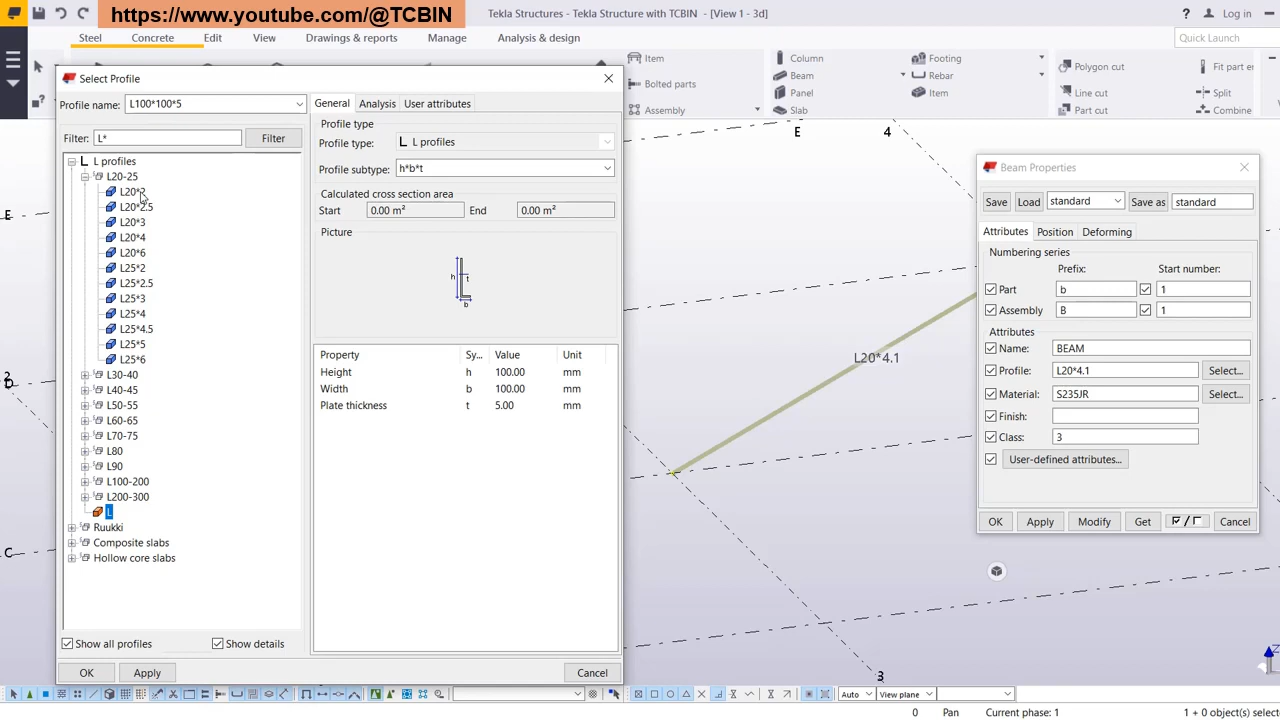 https://www.youtube.com/@TCBIN
Tekla Structures - Tekla Structure with TCBIN - [View 1 - 3d]
? Log in
Steel Concrete Edit View Drawings & reports Manage Analysis & design
Quick Launch
Item Column Footing Polygon cut Fit part er
Bolted parts Beam Rebar
Panel Item Line cut Split
Assembly Slab Part cut Combine
Select Profile
Profile name: L100*100*5
General Analysis User attributes
Filter: L* Filter
Profile type
Profile type: L profiles
Profile subtype: h*b*t
Calculated cross section area
Start 0.00 m² End 0.00 m²
Picture
h t
b
Property Sy... Value Unit
Height h 100.00 mm
Width b 100.00 mm
Plate thickness t 5.00 mm
L profiles
L20-25
L20*2
L20*2.5
L20*3
L20*4
L20*6
L25*2
L25*2.5
L25*3
L25*4
L25*4.5
L25*5
L25*6
L30-40
L40-45
L50-55
L60-65
L70-75
L80
L90
L100-200
L200-300
L
Ruukki
Composite slabs
Hollow core slabs
Show all profiles Show details
OK Apply Cancel
E 4
E
D
C
3
L20*4.1
Beam Properties
Save Load standard Save as standard
Attributes Position Deforming
Numbering series
Prefix: Start number:
Part b 1
Assembly B 1
Attributes
Name: BEAM
Profile: L20*4.1 Select...
Material: S235JR Select...
Finish:
Class: 3
User-defined attributes...
OK Apply Modify Get / Cancel
Z
Auto View plane
0 Pan Current phase: 1 1 + 0 object(s) select